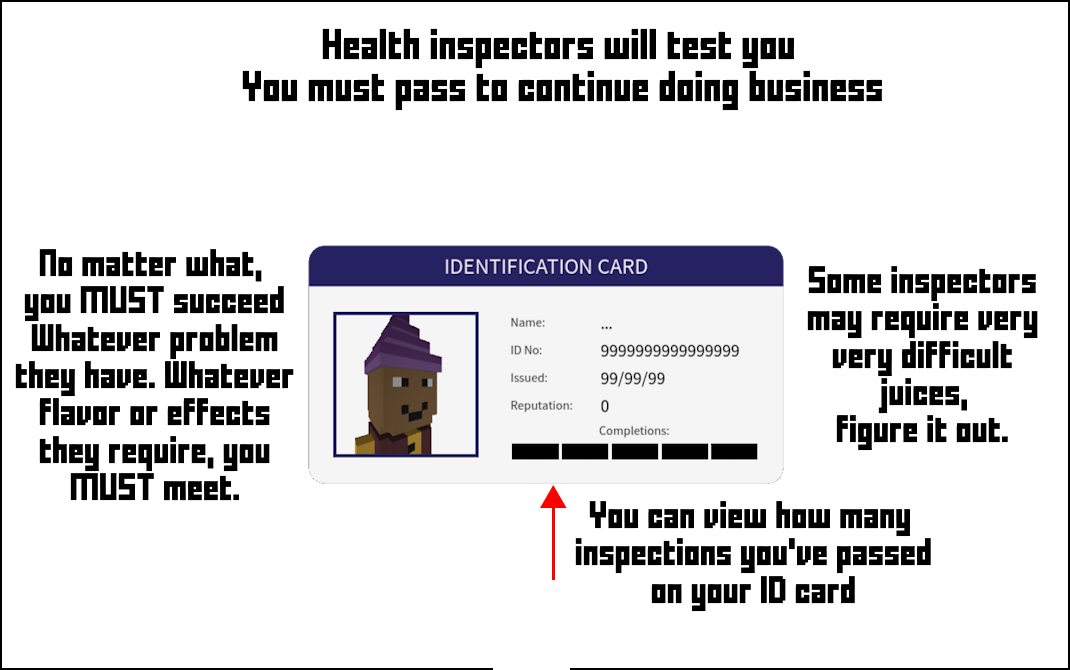 Health inspectors will test you
You must pass to continue doing business
No matter what,
you MUST succeed
Whatever problem
they have. Whatever
flavor or effects
they require, you
MUST meet.
IDENTIFICATION CARD
Name: ...
ID No: 9999999999999999
Issued: 99/99/99
Reputation: 0
Completions:
Some inspectors
may require very
very difficult
juices,
figure it out.
You can view how many
inspections you've passed
on your ID card